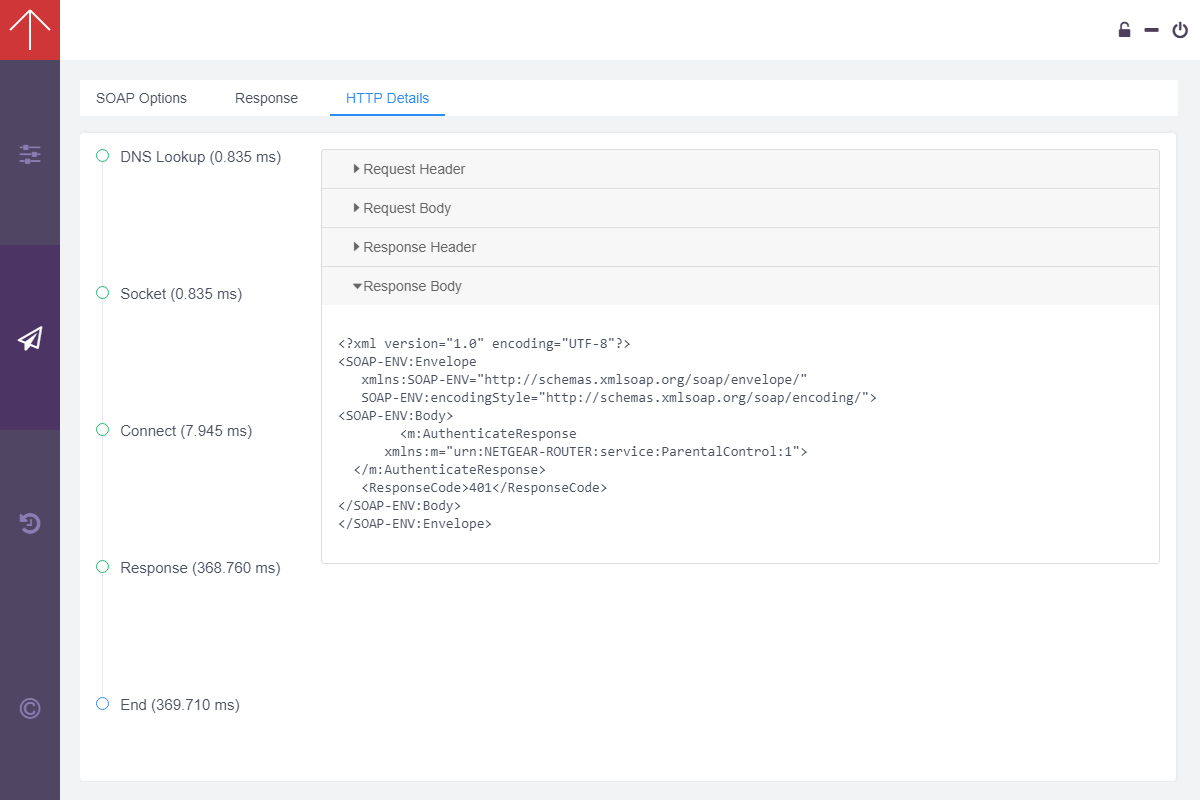 SOAP Options
Response
HTTP Details
DNS Lookup (0.835 ms)
Socket (0.835 ms)
Connect (7.945 ms)
Response (368.760 ms)
End (369.710 ms)
Request Header
Request Body
Response Header
Response Body
<?xml version="1.0" encoding="UTF-8"?>
<SOAP-ENV:Envelope
   xmlns:SOAP-ENV="http://schemas.xmlsoap.org/soap/envelope/"
   SOAP-ENV:encodingStyle="http://schemas.xmlsoap.org/soap/encoding/">
<SOAP-ENV:Body>
        <m:AuthenticateResponse
      xmlns:m="urn:NETGEAR-ROUTER:service:ParentalControl:1">
  </m:AuthenticateResponse>
   <ResponseCode>401</ResponseCode>
</SOAP-ENV:Body>
</SOAP-ENV:Envelope>